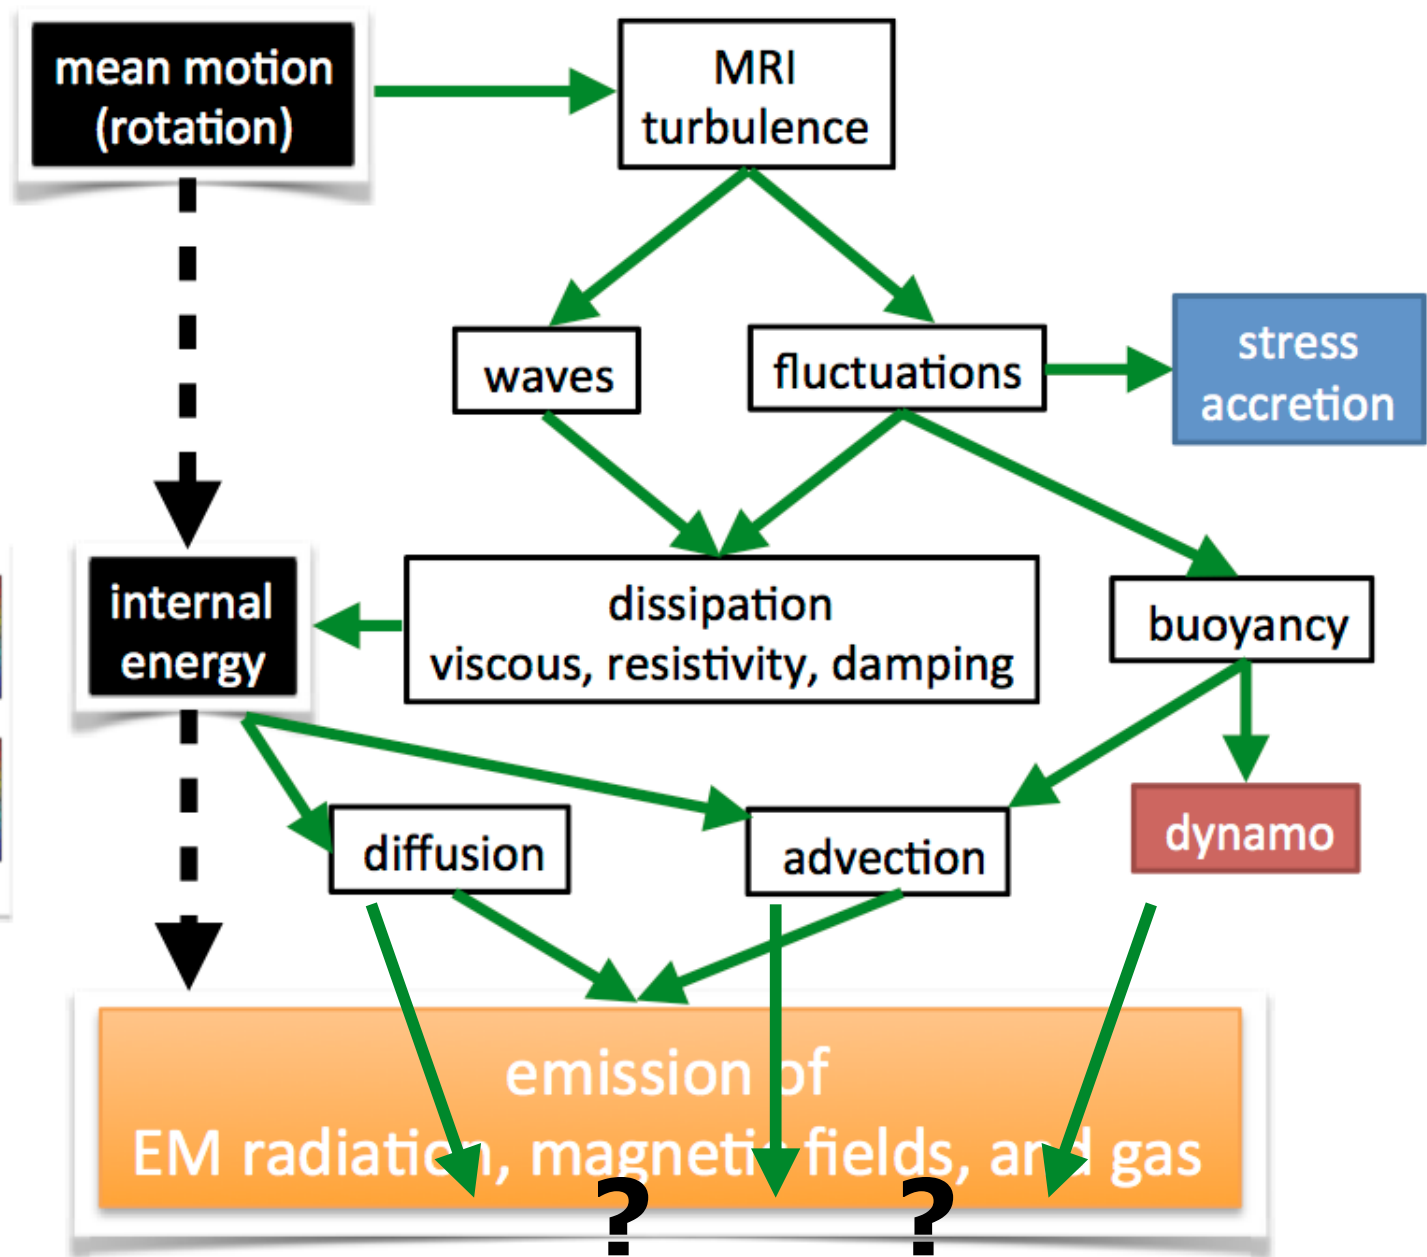 mean motion
(rotation)
MRI
turbulence
waves
fluctuations
stress
accretion
internal
energy
dissipation
viscous, resistivity, damping
buoyancy
diffusion
advection
dynamo
emission of
EM radiation, magnetic fields, and gas
? ?